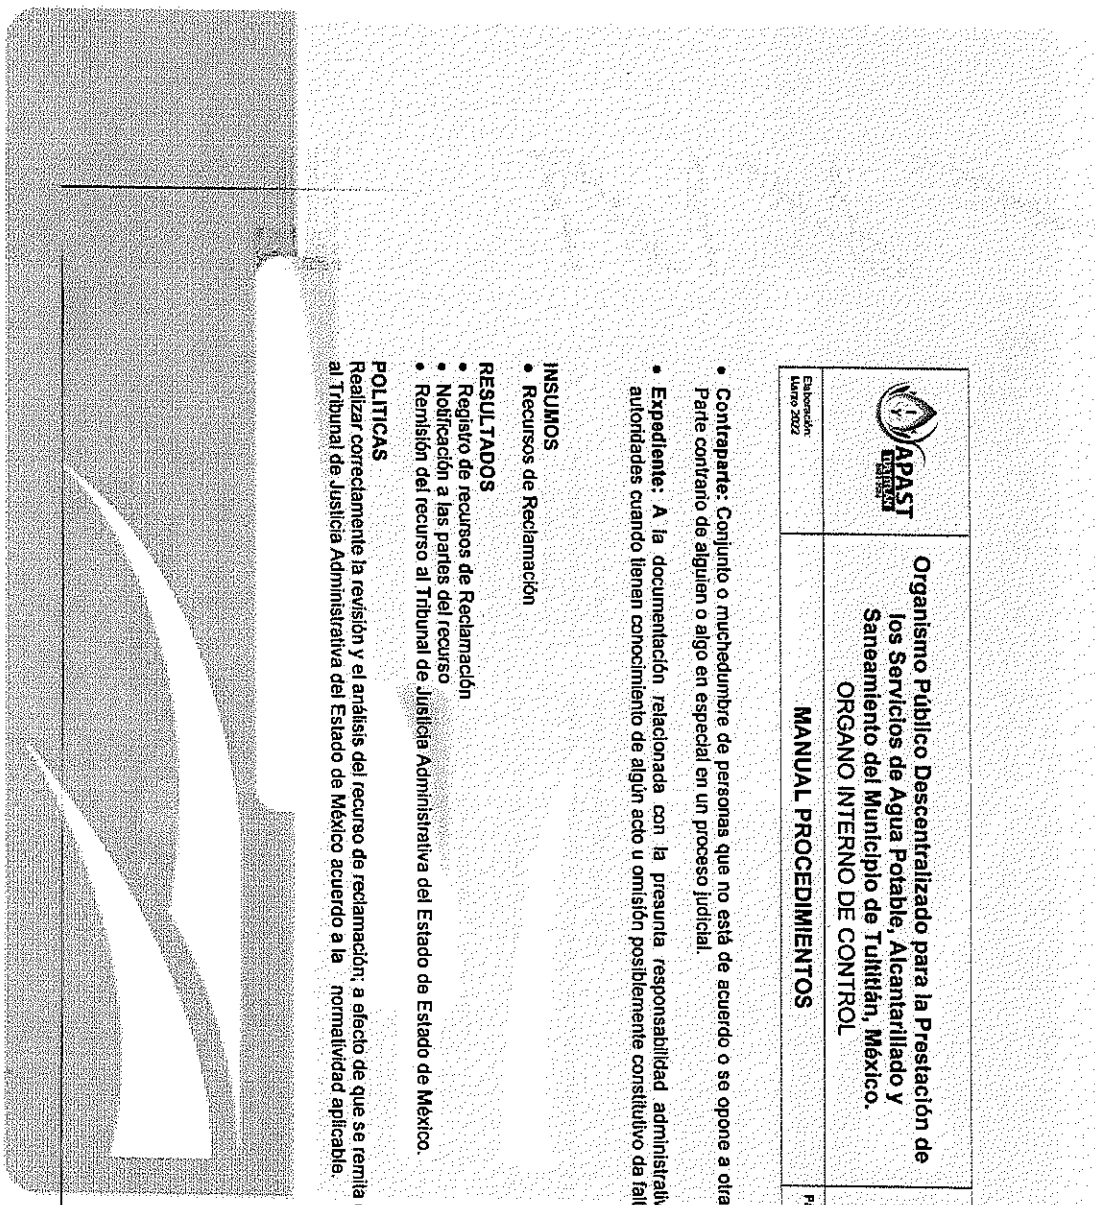 APAST
Organismo Público Descentralizado para la Prestación de
los Servicios de Agua Potable, Alcantarillado y
Saneamiento del Municipio de Tultitlán, México.
ORGANO INTERNO DE CONTROL
Elaboración:
Marzo 2022
MANUAL PROCEDIMIENTOS
• Contraparte: Conjunto o muchedumbre de personas que no está de acuerdo o se opone a otra
Parte contrario de alguien o algo en especial en un proceso judicial.
• Expediente: A la documentación relacionada con la presunta responsabilidad administrativ
autoridades cuando tienen conocimiento de algún acto u omisión posiblemente constitutivo da falt
INSUMOS
• Recursos de Reclamación
RESULTADOS
• Registro de recursos de Reclamación
• Notificación a las partes del recurso
• Remisión del recurso al Tribunal de Justicia Administrativa del Estado de Estado de México.
POLITICAS
Realizar correctamente la revisión y el análisis del recurso de reclamación; a efecto de que se remita
al Tribunal de Justicia Administrativa del Estado de México acuerdo a la normatividad aplicable.